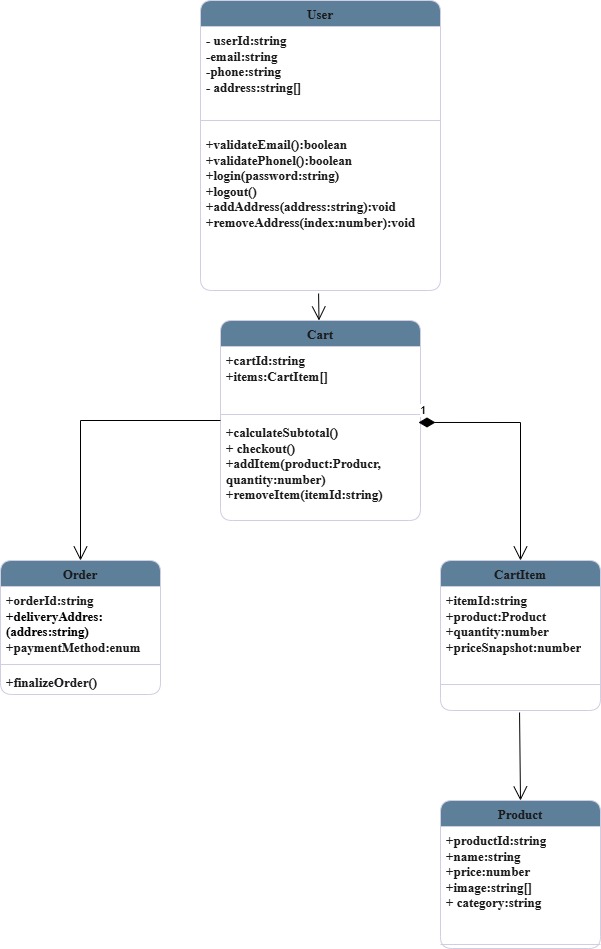 User
- userId:string
-email:string
-phone:string
- address:string[]
+validateEmail():boolean
+validatePhonel():boolean
+login(password:string)
+logout()
+addAddress(address:string):void
+removeAddress(index:number):void
Cart
+cartId:string
+items:CartItem[]
1
+calculateSubtotal()
+ checkout()
+addItem(product:Producr,
quantity:number)
+removeItem(itemId:string)
Order
+orderId:string
+deliveryAddres:
(addres:string)
+paymentMethod:enum
+finalizeOrder()
CartItem
+itemId:string
+product:Product
+quantity:number
+priceSnapshot:number
Product
+productId:string
+name:string
+price:number
+image:string[]
+ category:string